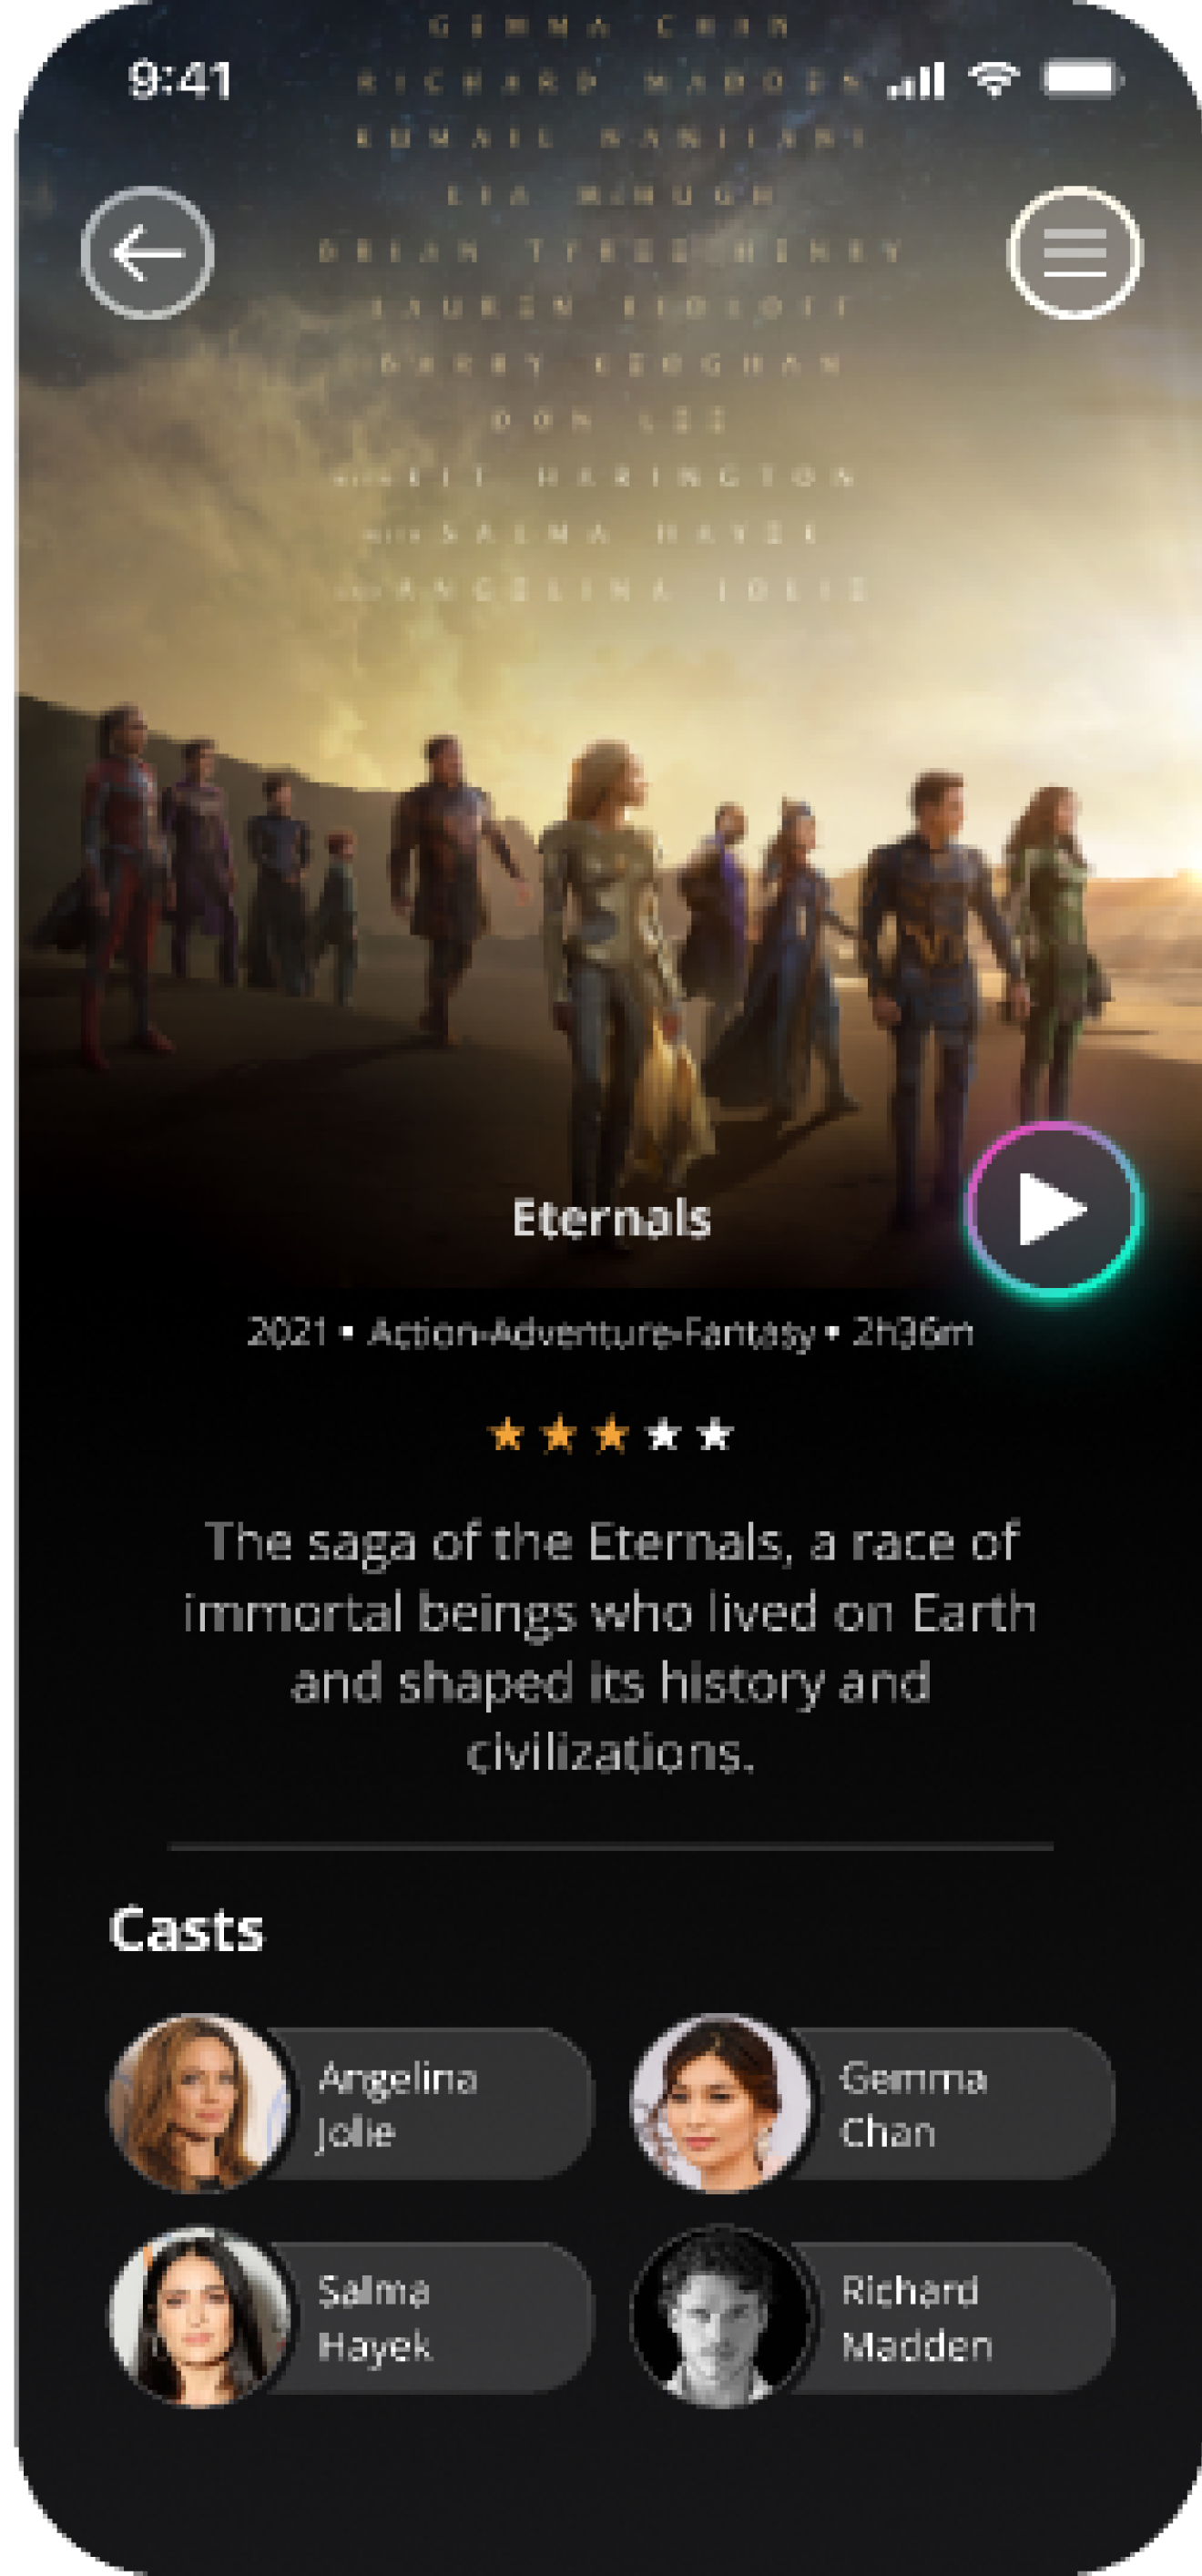 GEMMA CHAN
9:41
RICHARD MADDEN
KUMAIL NANJIANI
LIA McHUGH
BRIAN TYREE HENRY
LAUREN RIDLOFF
BARRY KEOGHAN
DON LEE
WITH KIT HARINGTON
WITH SALMA HAYEK
AND ANGELINA JOLIE
Eternals
2021 • Action-Adventure-Fantasy • 2h36m
The saga of the Eternals, a race of
immortal beings who lived on Earth
and shaped its history and
civilizations.
Casts
Angelina
Jolie
Gemma
Chan
Salma
Hayek
Richard
Madden